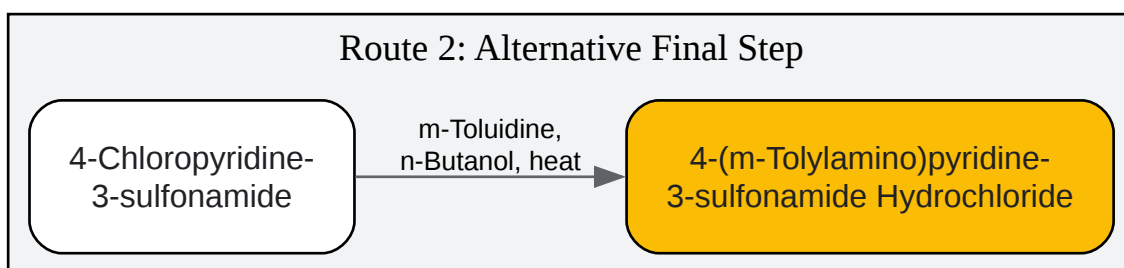 Route 2: Alternative Final Step
4-Chloropyridine-
3-sulfonamide
m-Toluidine,
n-Butanol, heat
4-(m-Tolylamino)pyridine-
3-sulfonamide Hydrochloride